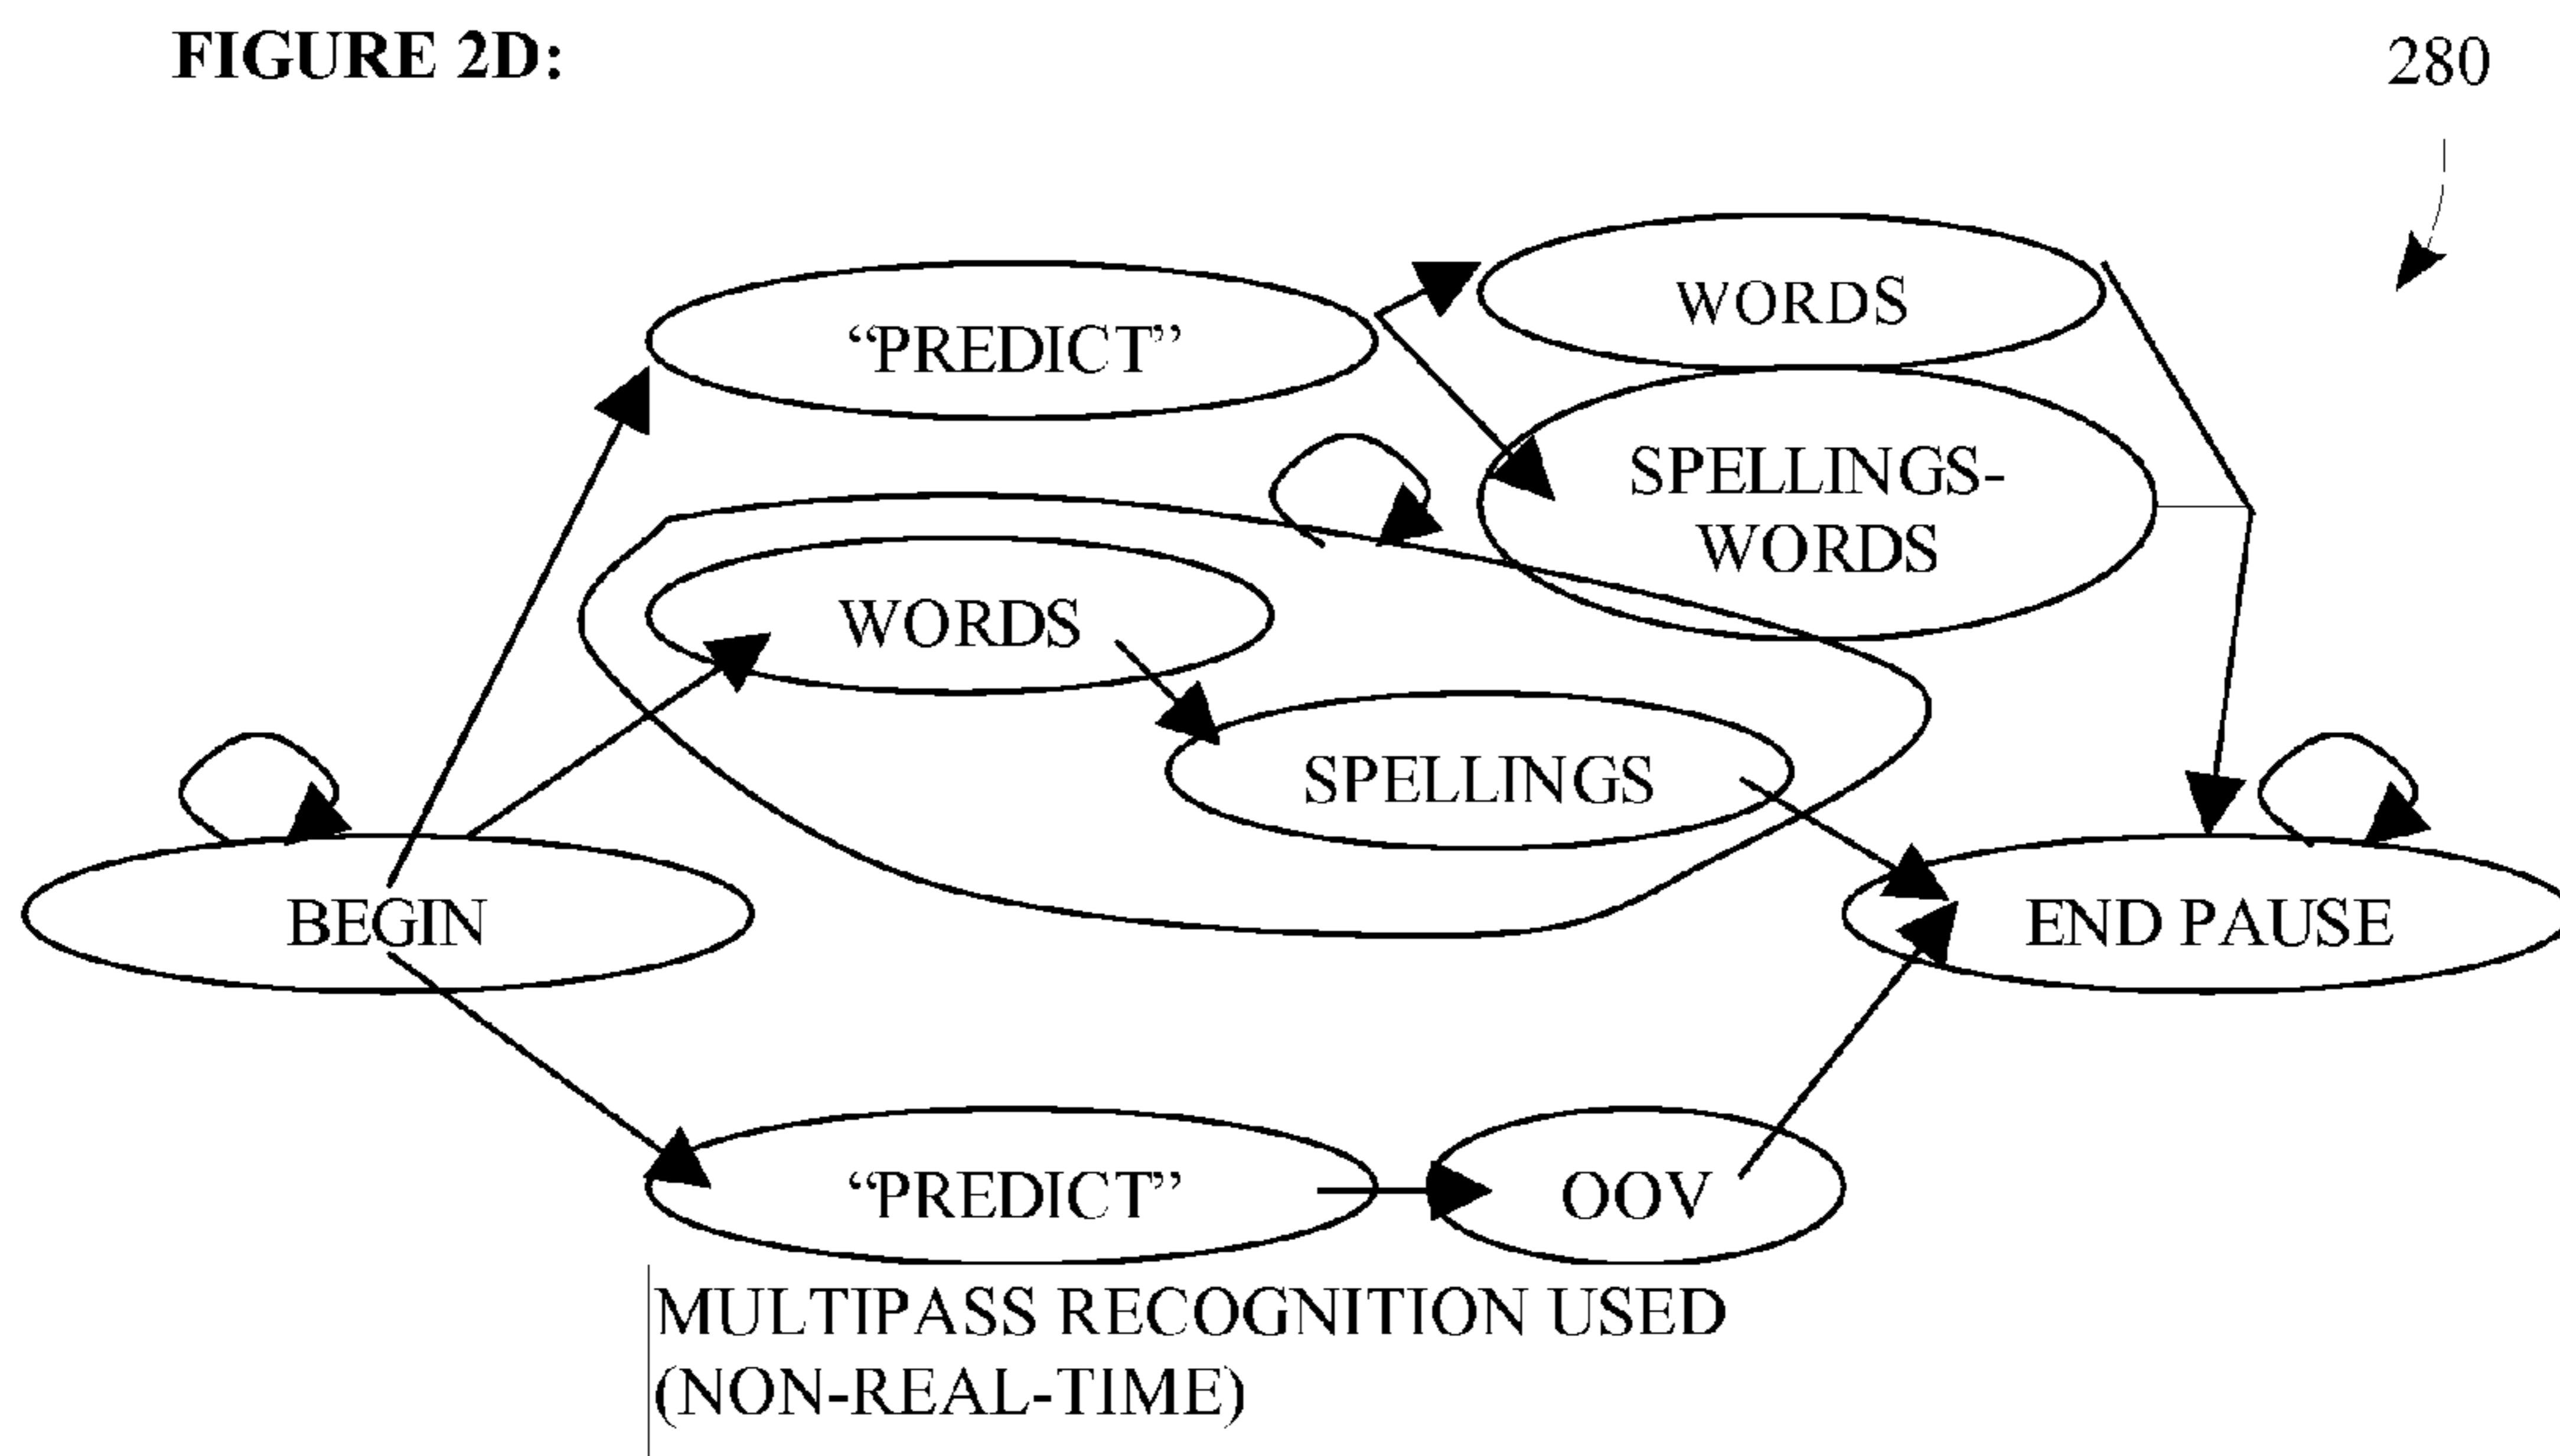 FIGURE 2D:
280
“PREDICT”
WORDS
SPELLINGS-
WORDS
WORDS
SPELLINGS
BEGIN
END PAUSE
“PREDICT”
OOV
MULTIPASS RECOGNITION USED
(NON-REAL-TIME)